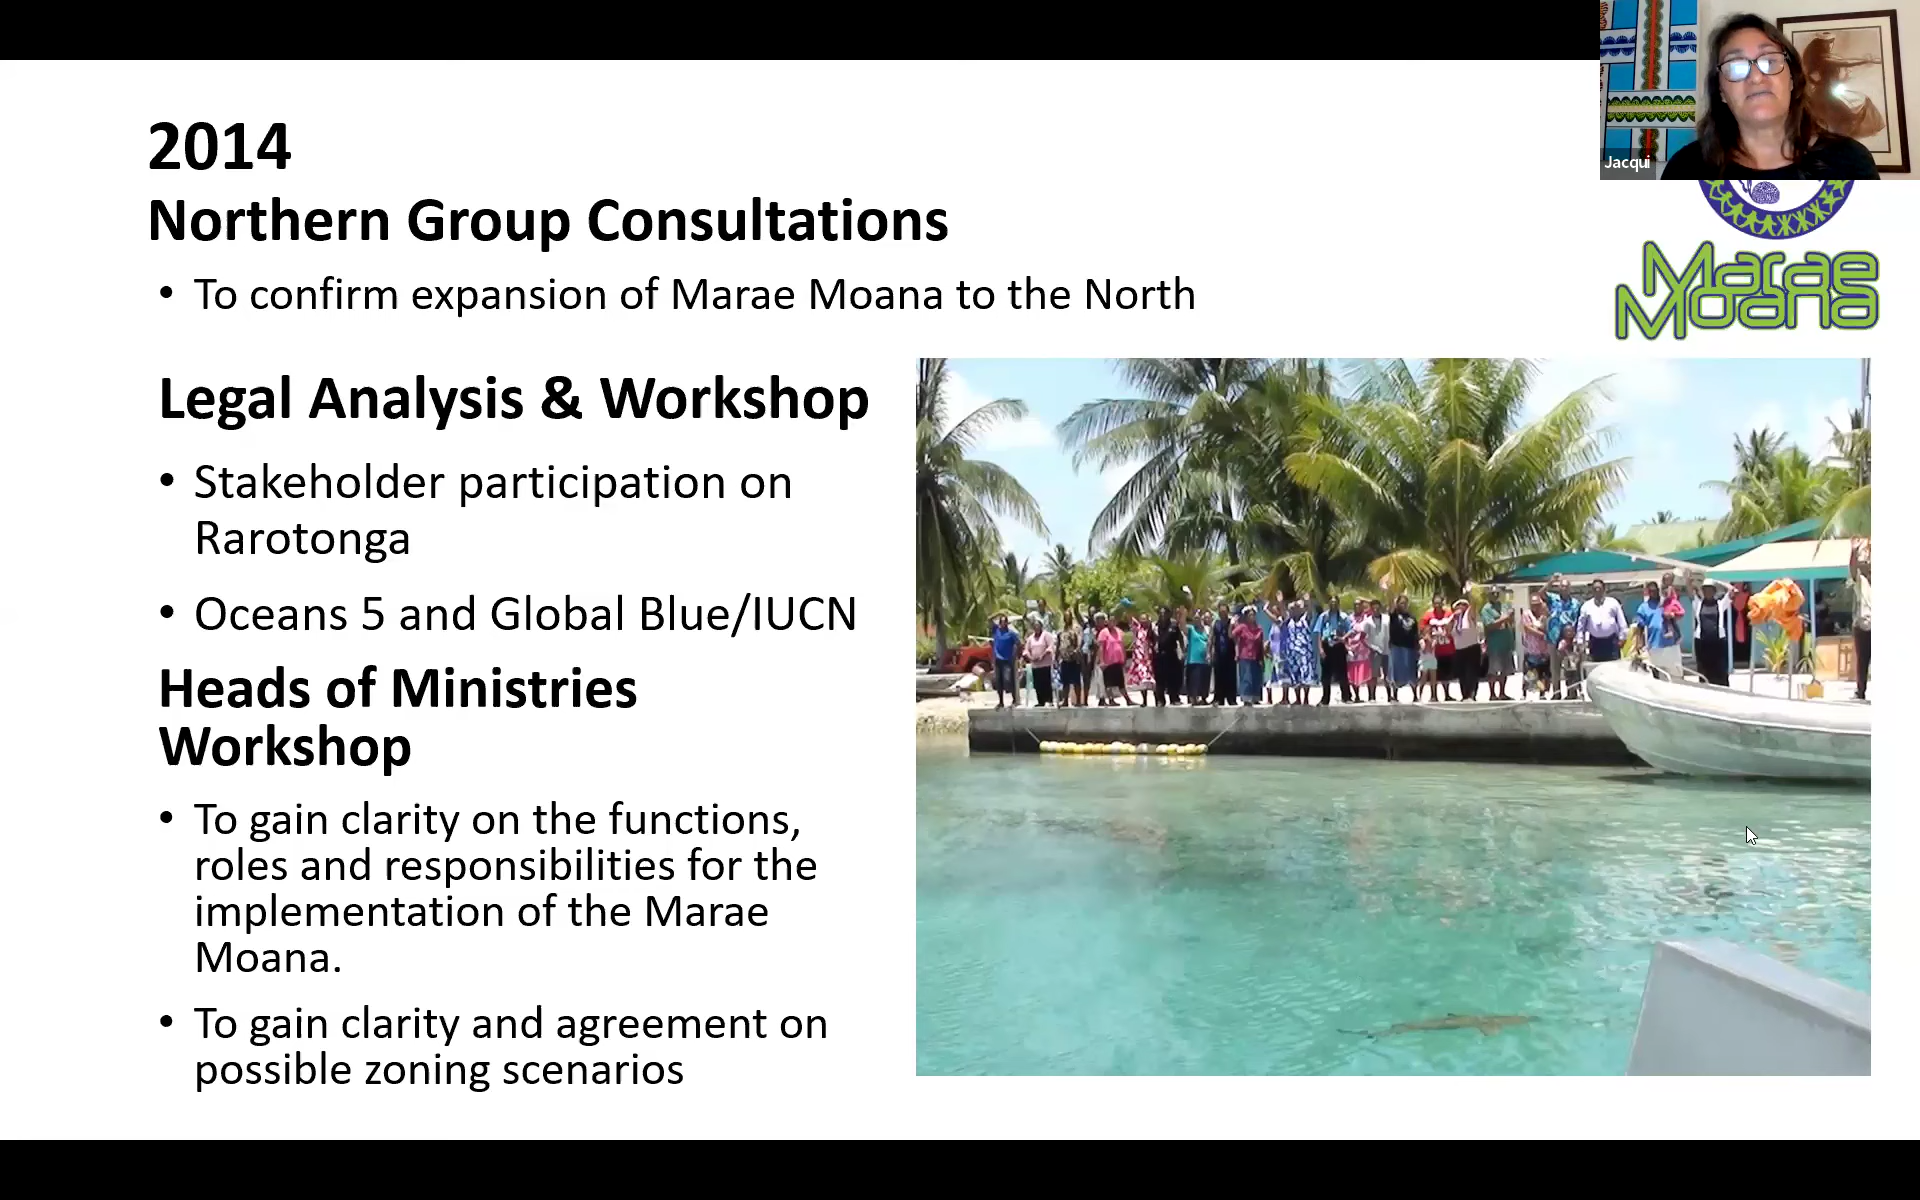 2014
Northern Group Consultations
• To confirm expansion of Marae Moana to the North
Legal Analysis & Workshop
• Stakeholder participation on
Rarotonga
• Oceans 5 and Global Blue/IUCN
Heads of Ministries
Workshop
• To gain clarity on the functions,
roles and responsibilities for the
implementation of the Marae
Moana.
• To gain clarity and agreement on
possible zoning scenarios
Jacqui
Marae
Moana